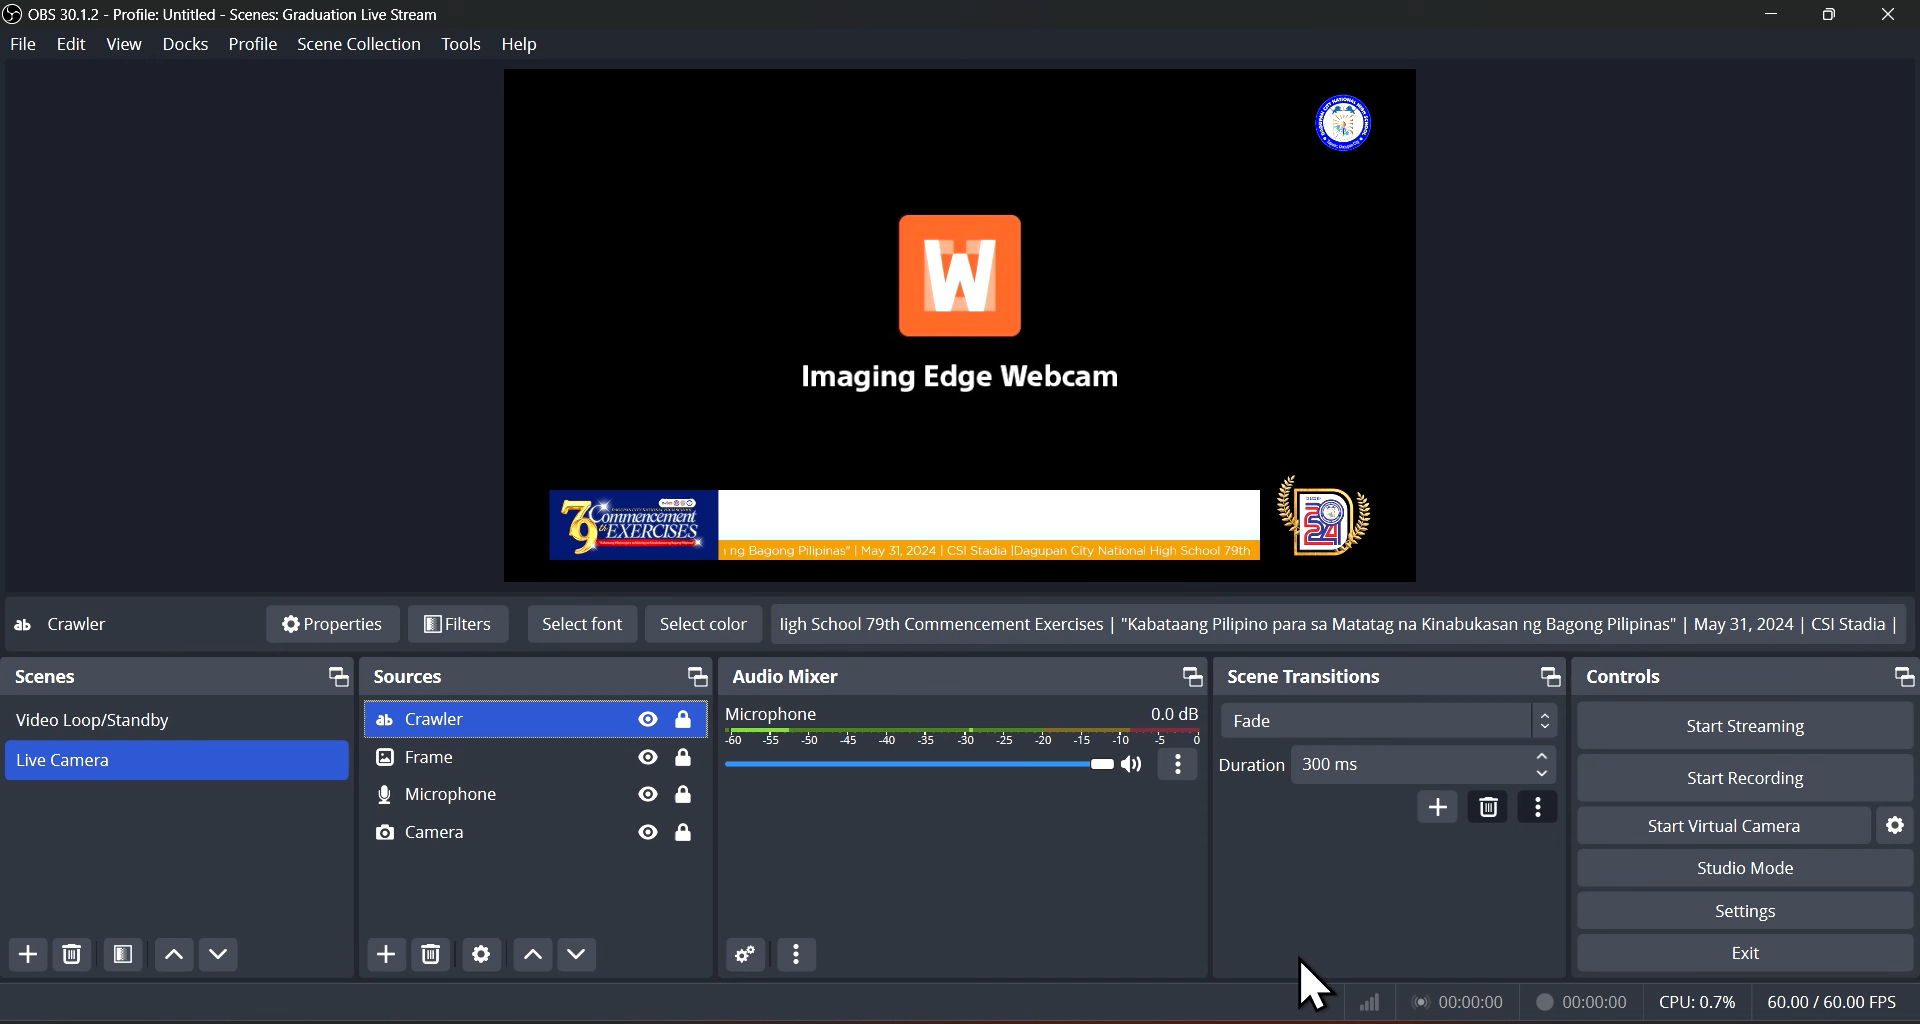 OBS 30.1.2 - Profile: Untitled - Scenes: Graduation Live Stream
File Edit View Docks Profile Scene Collection Tools Help
W
Imaging Edge Webcam
79th Commencement EXERCISES
ng Bagong Pilipinas" | May 31, 2024 | CSI Stadia |Dagupan City National High School 79th
ab Crawler Properties Filters Select font Select color ligh School 79th Commencement Exercises | "Kabataang Pilipino para sa Matatag na Kinabukasan ng Bagong Pilipinas" | May 31, 2024 | CSI Stadia |
Scenes
Video Loop/Standby
Live Camera
Sources
ab Crawler
Frame
Microphone
Camera
Audio Mixer
Microphone 0.0 dB
-60 -55 -50 -45 -40 -35 -30 -25 -20 -15 -10 -5 0
Scene Transitions
Fade
Duration 300 ms
Controls
Start Streaming
Start Recording
Start Virtual Camera
Studio Mode
Settings
Exit
00:00:00 00:00:00 CPU: 0.7% 60.00 / 60.00 FPS